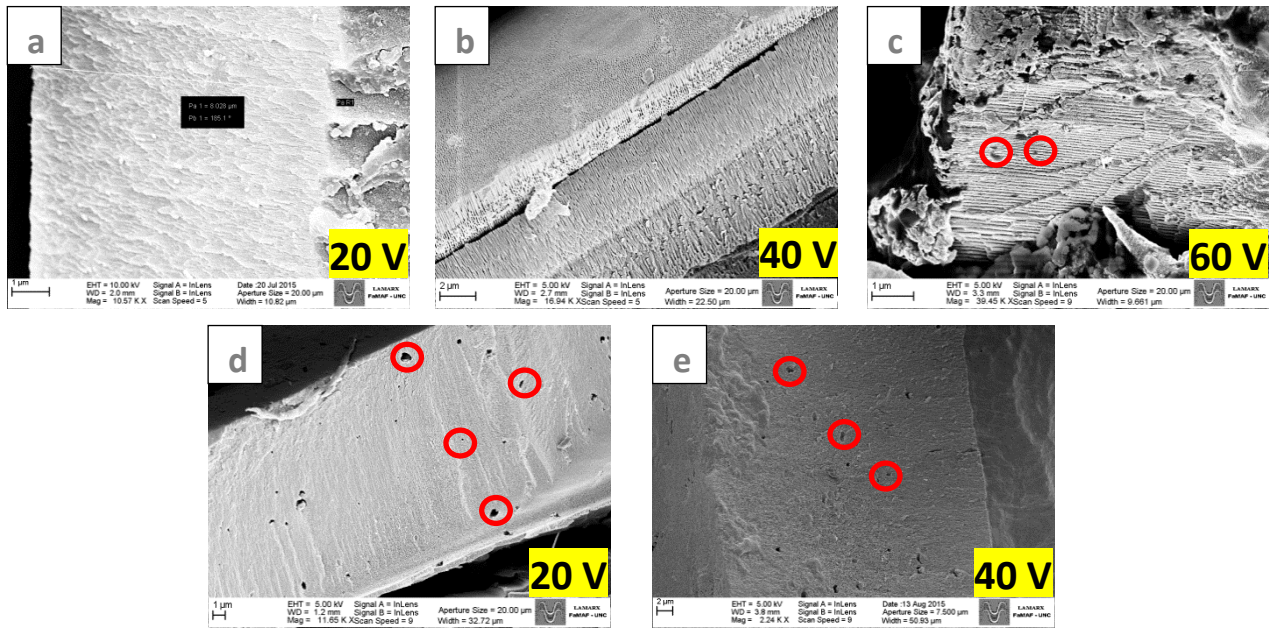 a
Pa 1 = 8.028 µm
Pb 1 = 185.1 °
Pa R1
20 V
1 µm
EHT = 10.00 kV Signal A = InLens Date :20 Jul 2015
WD = 2.0 mm Signal B = InLens Aperture Size = 20.00 µm
Mag = 10.57 K X Scan Speed = 5 Width = 10.82 µm
LAMARX
FaMAF - UNC
b
40 V
2 µm
EHT = 5.00 kV Signal A = InLens
WD = 2.7 mm Signal B = InLens Aperture Size = 20.00 µm
Mag = 16.94 K X Scan Speed = 5 Width = 22.50 µm
LAMARX
FaMAF - UNC
c
60 V
1 µm
EHT = 5.00 kV Signal A = InLens
WD = 3.3 mm Signal B = InLens Aperture Size = 20.00 µm
Mag = 39.45 K X Scan Speed = 9 Width = 9.661 µm
LAMARX
FaMAF - UNC
d
20 V
1 µm
EHT = 5.00 kV Signal A = InLens
WD = 1.2 mm Signal B = InLens Aperture Size = 20.00 µm
Mag = 11.65 K X Scan Speed = 9 Width = 32.72 µm
LAMARX
FaMAF - UNC
e
40 V
2 µm
EHT = 5.00 kV Signal A = InLens Date :13 Aug 2015
WD = 3.8 mm Signal B = InLens Aperture Size = 7.500 µm
Mag = 2.24 K X Scan Speed = 9 Width = 50.93 µm
LAMARX
FaMAF - UNC